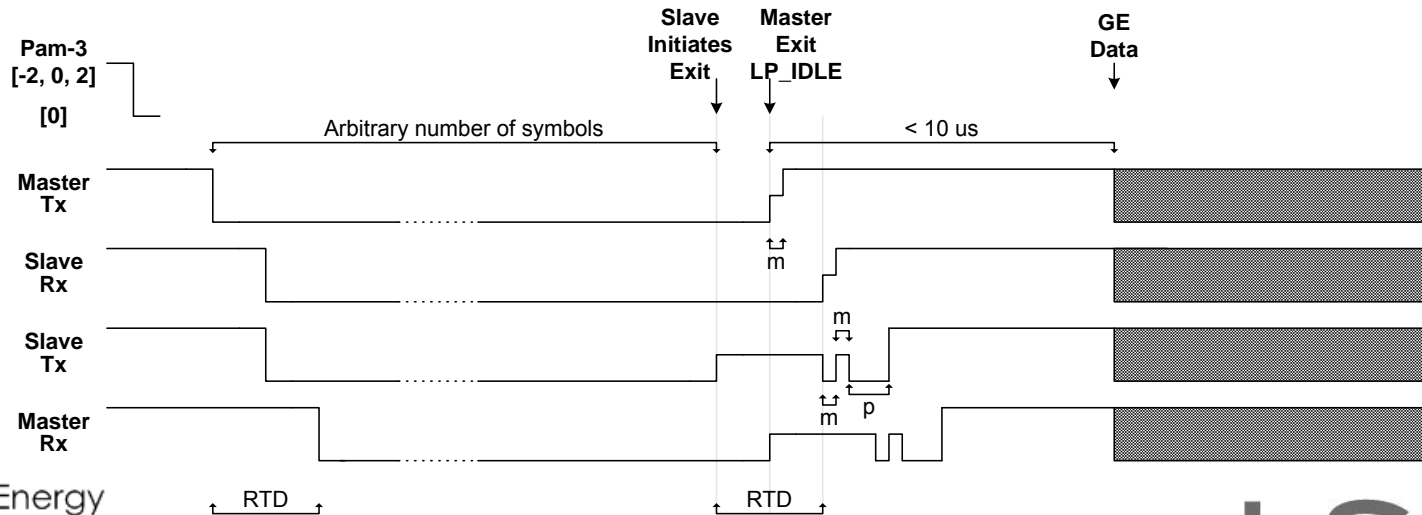 Slave
Initiates
Exit
Master
Exit
LP_IDLE
GE
Data
Pam-3
[-2, 0, 2]
[0]
Arbitrary number of symbols
< 10 us
Master
Tx
m
Slave
Rx
m
Slave
Tx
m
p
Master
Rx
Energy
RTD
RTD